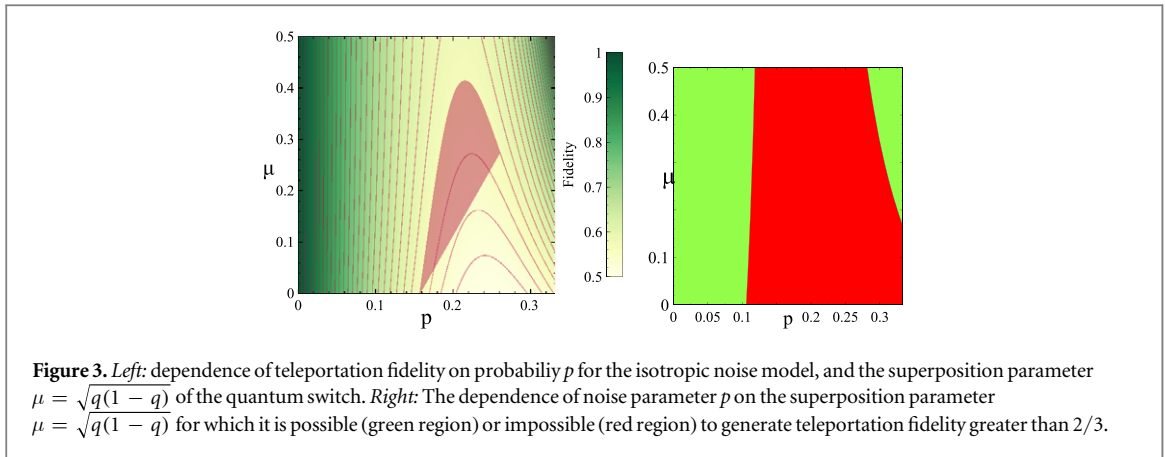 0.5
0.4
0.3
μ
0.2
0.1
0
0
0.1
0.2
0.3
p
1
0.9
0.8
Fidelity
0.7
0.6
0.5
0.5
0.4
μ
0.1
0
0 0.05 0.1 p 0.2 0.25 0.3
Figure 3. Left: dependence of teleportation fidelity on probabiliy p for the isotropic noise model, and the superposition parameter
μ = √q(1 − q) of the quantum switch. Right: The dependence of noise parameter p on the superposition parameter
μ = √q(1 − q) for which it is possible (green region) or impossible (red region) to generate teleportation fidelity greater than 2/3.